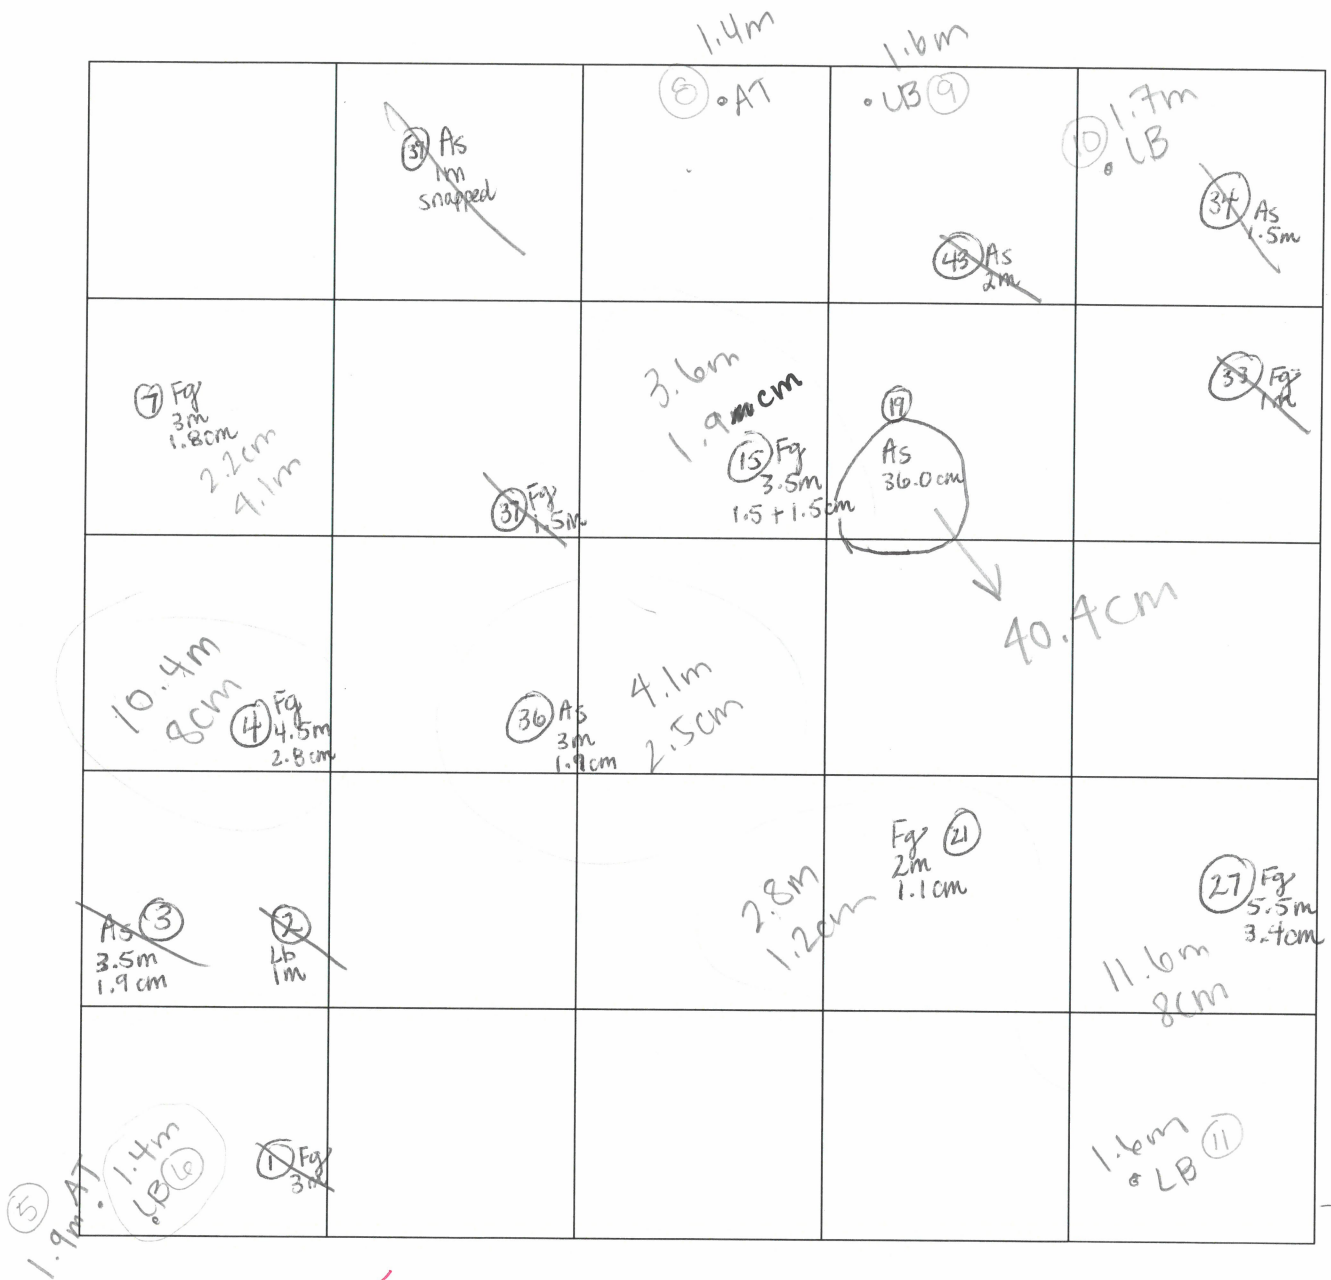 1.4m
8 AT
1.6m
UB 9
10 1.7m
LB
39 As
1m
snapped
34 As
1.5m
43 As
2m
7 Fg
3m
1.8cm
2.2cm
4.1m
37 Fg
1.5m
3.6m
1.9 cm
15 Fg
3.5m
1.5 + 1.5cm
19
As
36.0cm
40.4cm
33 Fg
1m
10.4m
8cm
4 Fg
4.5m
2.8cm
36 As
3m
1.9cm
4.1m
2.5cm
As 3
3.5m
1.9cm
2
Lb
1m
2.8m
1.2cm
Fg 21
2m
1.1cm
27 Fg
5.5m
3.4cm
11.6m
8cm
5 AT
1.9m
1.4m
LB 6
1 Fg
3m
1.6m
LB 11